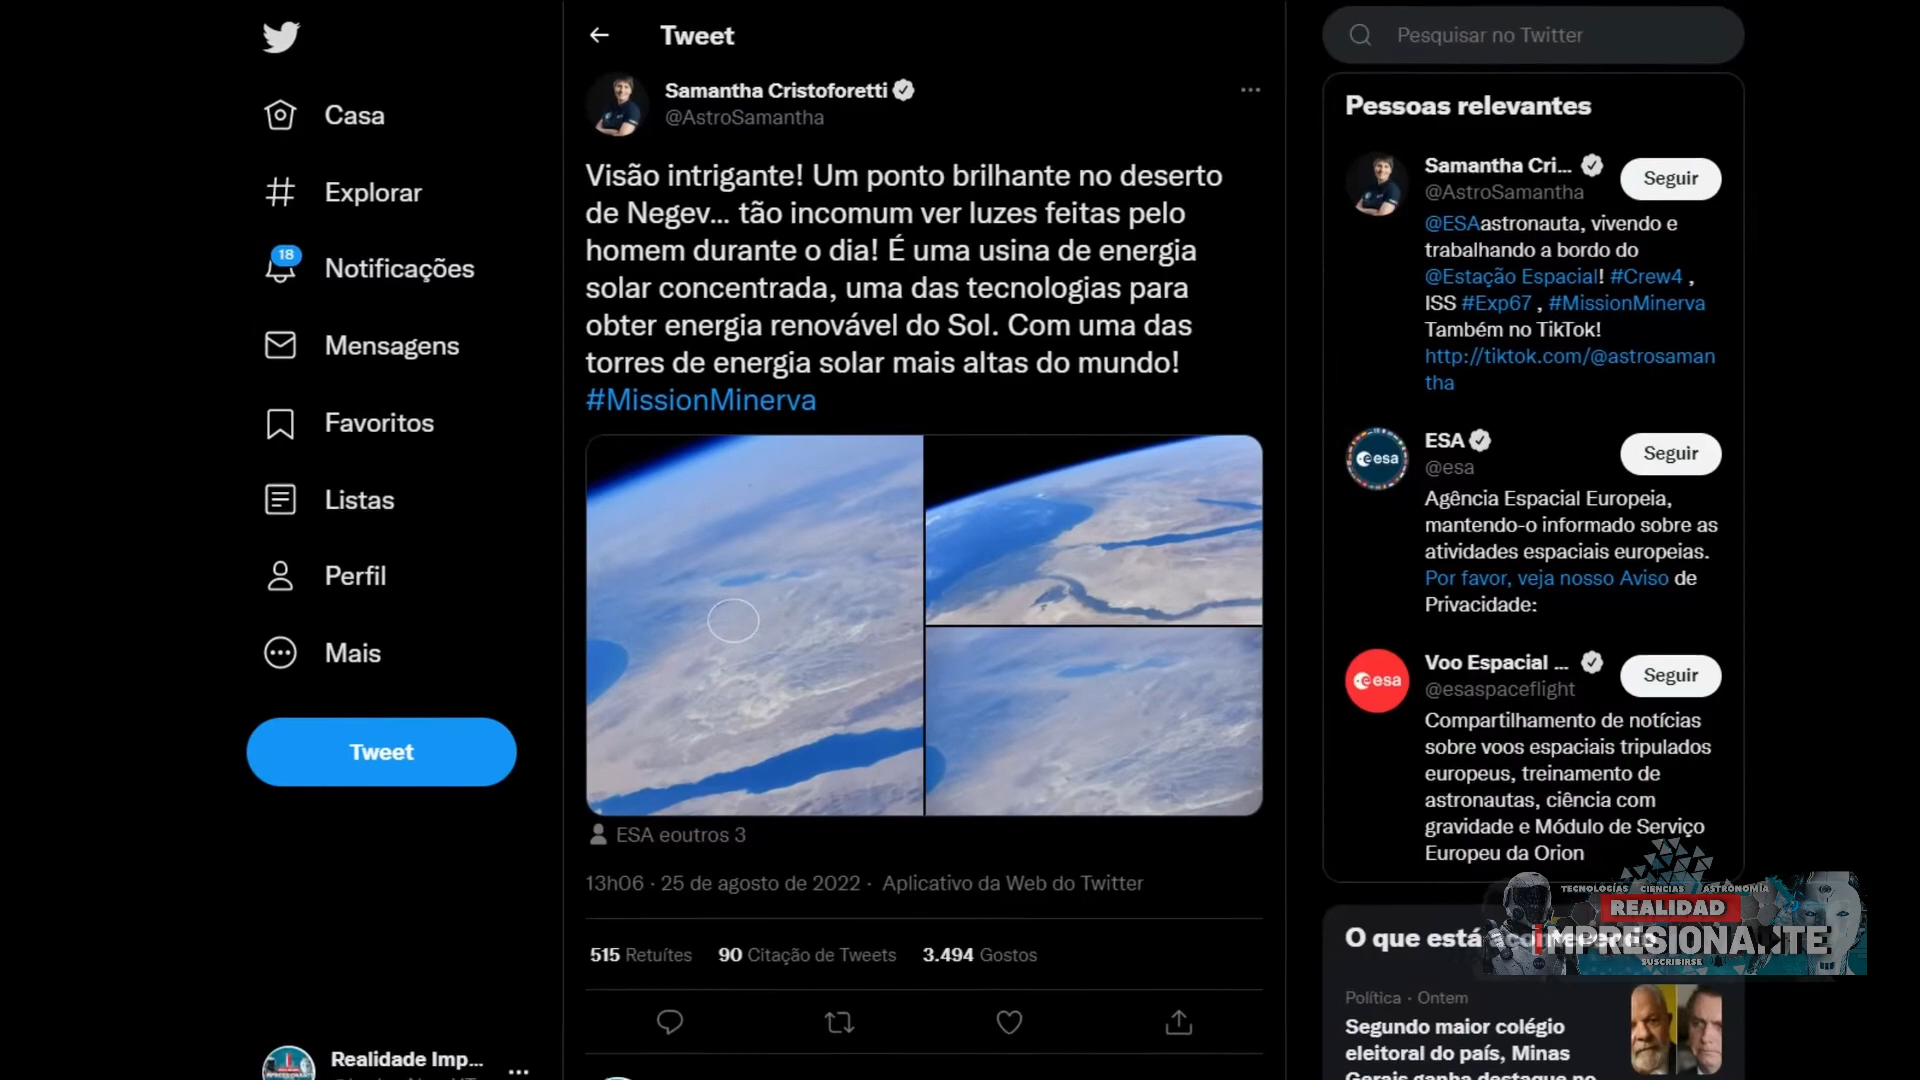 Casa
Explorar
18
Notificações
Mensagens
Favoritos
Listas
Perfil
Mais
Tweet
Realidade Imp...
Tweet
Samantha Cristoforetti
@AstroSamantha
Visão intrigante! Um ponto brilhante no deserto
de Negev... tão incomum ver luzes feitas pelo
homem durante o dia! É uma usina de energia
solar concentrada, uma das tecnologias para
obter energia renovável do Sol. Com uma das
torres de energia solar mais altas do mundo!
#MissionMinerva
ESA eoutros 3
13h06 · 25 de agosto de 2022 · Aplicativo da Web do Twitter
515 Retuítes 90 Citação de Tweets 3.494 Gostos
Pesquisar no Twitter
Pessoas relevantes
Samantha Cri...
@AstroSamantha
Seguir
@ESAastronauta, vivendo e
trabalhando a bordo do
@Estação Espacial! #Crew4 ,
ISS #Exp67 , #MissionMinerva
Também no TikTok!
http://tiktok.com/@astrosaman
tha
esa
ESA
@esa
Seguir
Agência Espacial Europeia,
mantendo-o informado sobre as
atividades espaciais europeias.
Por favor, veja nosso Aviso de
Privacidade:
esa
Voo Espacial ...
@esaspaceflight
Seguir
Compartilhamento de notícias
sobre voos espaciais tripulados
europeus, treinamento de
astronautas, ciência com
gravidade e Módulo de Serviço
Europeu da Orion
TECNOLOGÍAS CIENCIAS ASTRONOMÍA
REALIDAD
IMPRESIONANTE
SUSCRIBIRSE
O que está
Política · Ontem
Segundo maior colégio
eleitoral do país, Minas
Gerais ganha destaque no